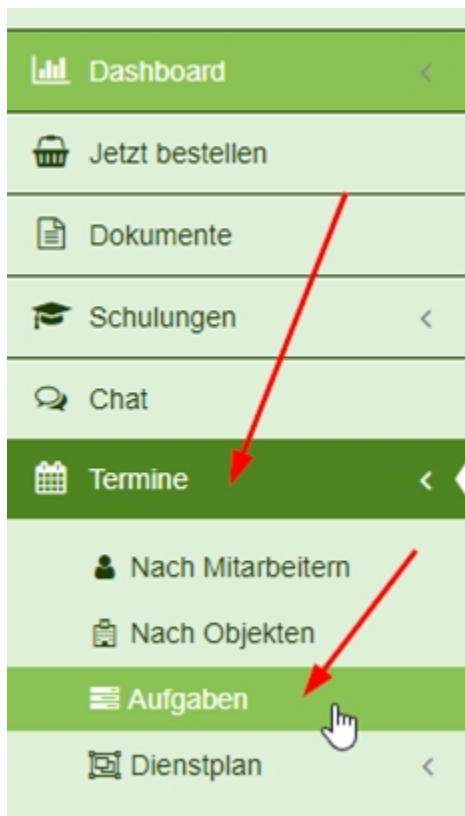 Dashboard
Jetzt bestellen
Dokumente
Schulungen
Chat
Termine
Nach Mitarbeitern
Nach Objekten
Aufgaben
Dienstplan